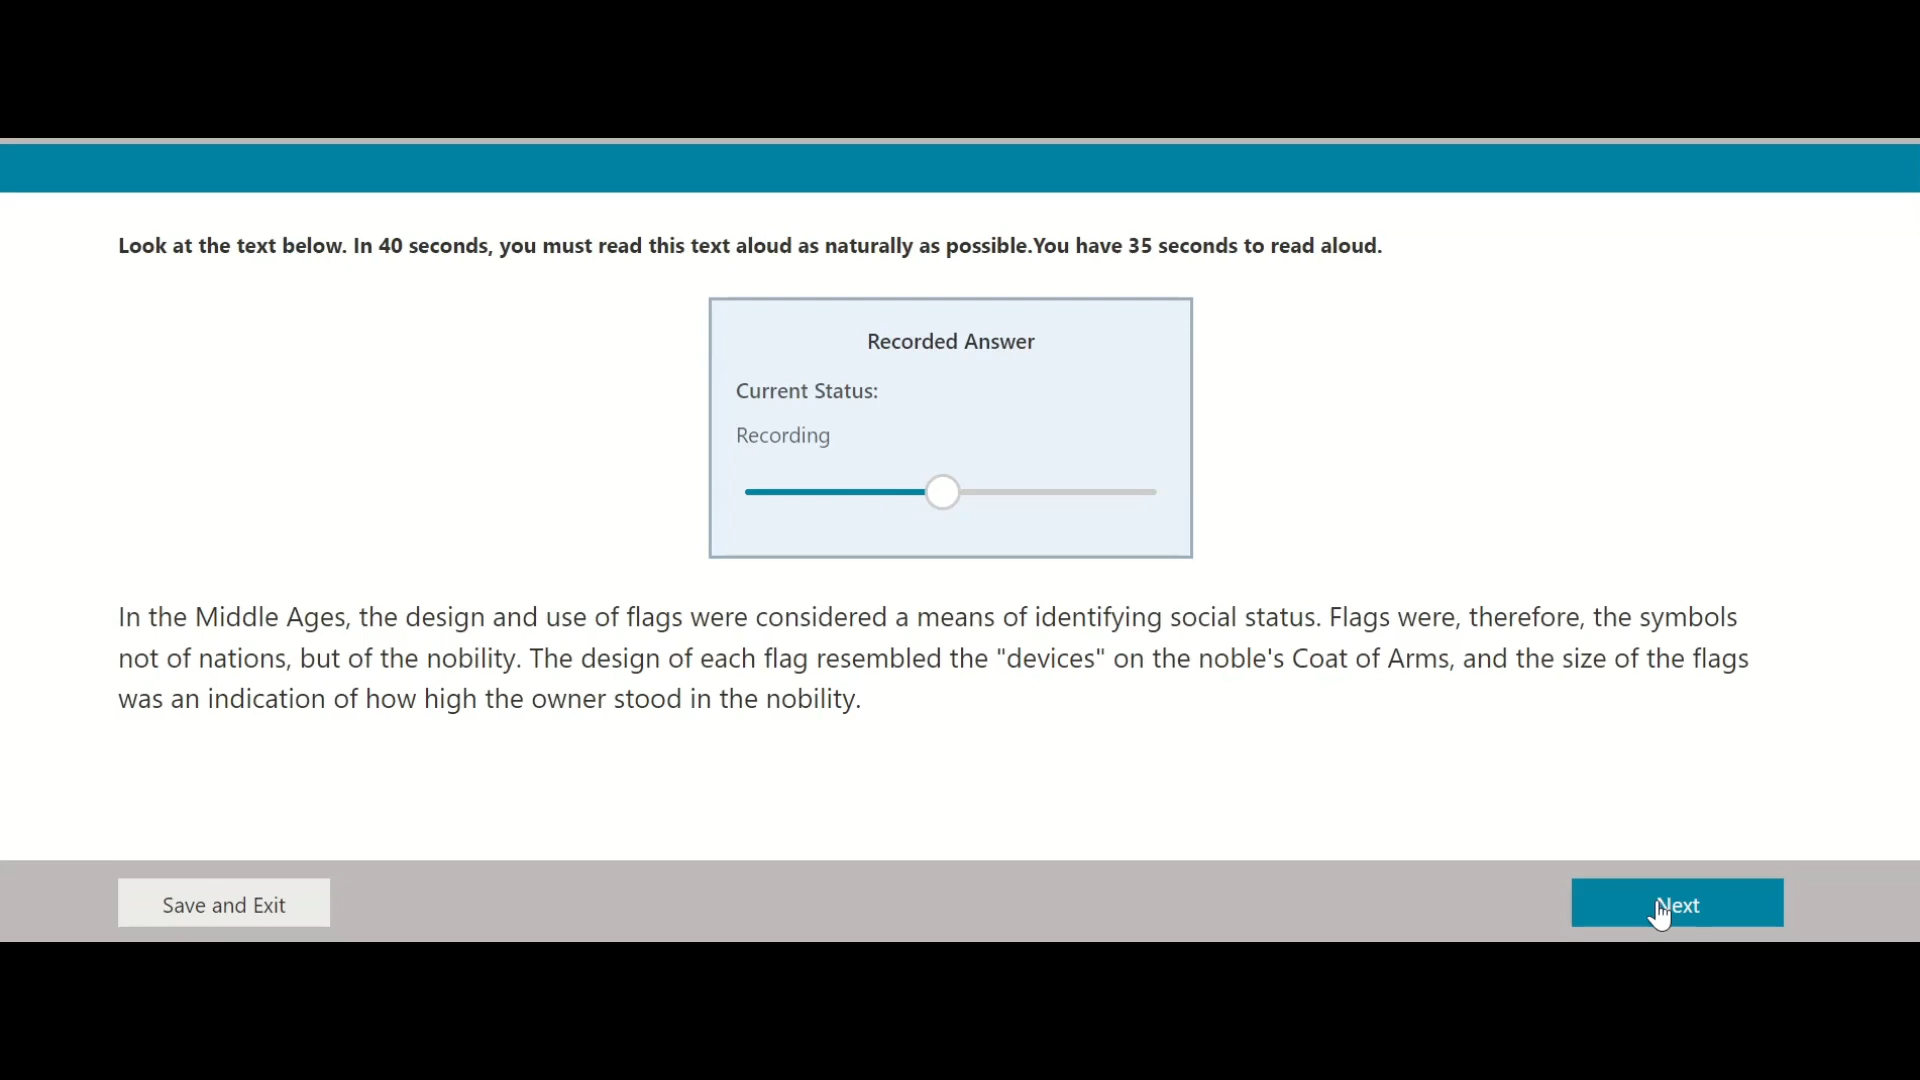 Look at the text below. In 40 seconds, you must read this text aloud as naturally as possible.You have 35 seconds to read aloud.
Recorded Answer
Current Status:
Recording
In the Middle Ages, the design and use of flags were considered a means of identifying social status. Flags were, therefore, the symbols
not of nations, but of the nobility. The design of each flag resembled the "devices" on the noble's Coat of Arms, and the size of the flags
was an indication of how high the owner stood in the nobility.
Save and Exit
Next